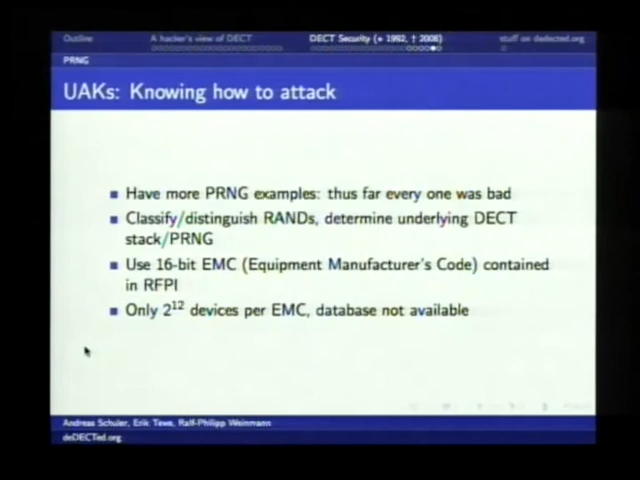 Outline A hacker's view of DECT DECT Security (* 1992, † 2008) stuff on dedected.org
PRNG
UAKs: Knowing how to attack
Have more PRNG examples: thus far every one was bad
Classify/distinguish RANDs, determine underlying DECT
stack/PRNG
Use 16-bit EMC (Equipment Manufacturer's Code) contained
in RFPI
Only 2¹² devices per EMC, database not available
Andreas Schuler, Erik Tews, Ralf-Philipp Weinmann
deDECTed.org